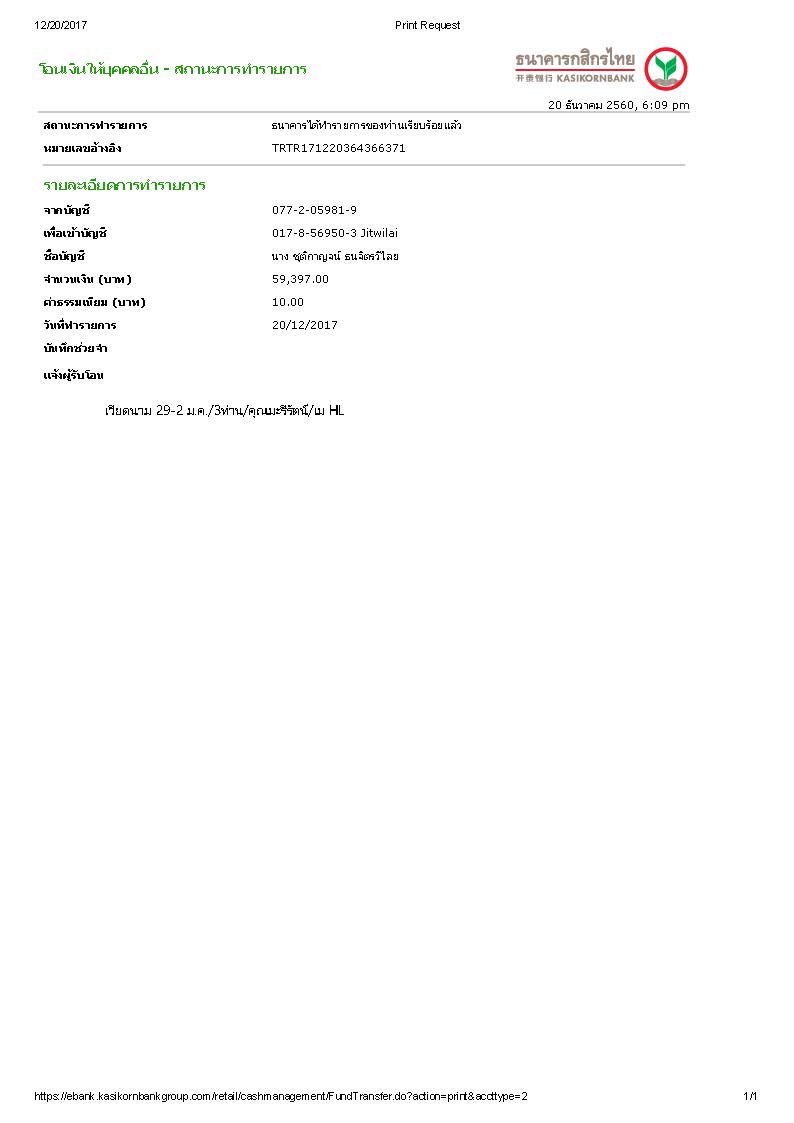 12/20/2017 Print Request
โอนเงินให้บุคคลอื่น - สถานะการทำรายการ
ธนาคารกสิกรไทย
开泰银行 KASIKORNBANK
20 ธันวาคม 2560, 6:09 pm
สถานะการทำรายการ ธนาคารได้ทำรายการของท่านเรียบร้อยแล้ว
หมายเลขอ้างอิง TRTR171220364366371
รายละเอียดการทำรายการ
จากบัญชี 077-2-05981-9
เพื่อเข้าบัญชี 017-8-56950-3 Jitwilai
ชื่อบัญชี นาง ชุติกาญจน์ ธนจิตรวิไลย
จำนวนเงิน (บาท) 59,397.00
ค่าธรรมเนียม (บาท) 10.00
วันที่ทำรายการ 20/12/2017
บันทึกช่วยจำ
แจ้งผู้รับโอน
เวียดนาม 29-2 ม.ค./3ท่าน/คุณมะรีรัตน์/เม HL
https://ebank.kasikornbankgroup.com/retail/cashmanagement/FundTransfer.do?action=print&accttype=2 1/1